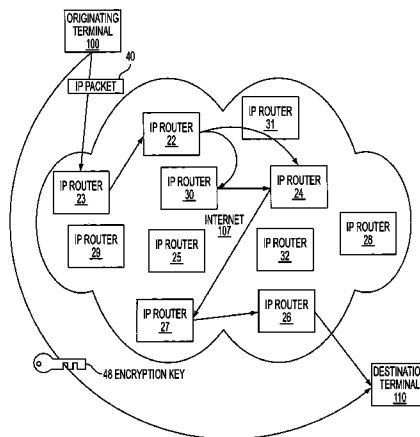 ORIGINATING
TERMINAL
100
40
IP PACKET
IP ROUTER
31
IP ROUTER
22
IP ROUTER
23
IP ROUTER
30
IP ROUTER
24
INTERNET
107
IP ROUTER
29
IP ROUTER
25
IP ROUTER
32
IP ROUTER
28
IP ROUTER
27
IP ROUTER
26
48 ENCRYPTION KEY
DESTINATION
TERMINAL
110